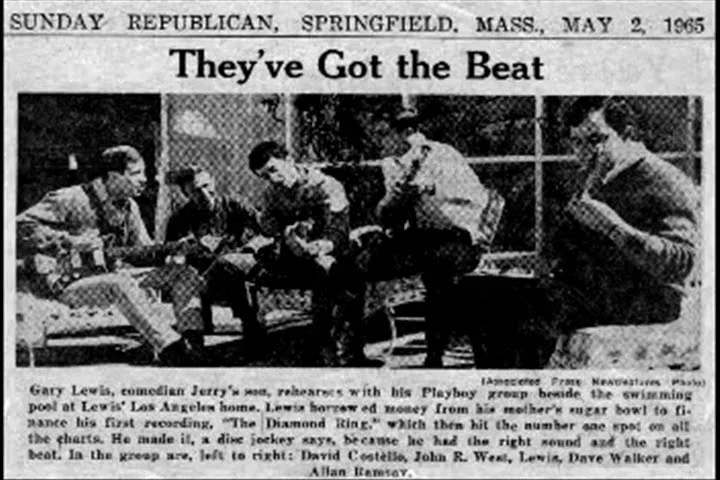 SUNDAY REPUBLICAN, SPRINGFIELD, MASS., MAY 2, 1965
They've Got the Beat
(Associated Press Newsfeatures Photo)
Gary Lewis, comedian Jerry's son, rehearses with his Playboy group beside the swimming
pool at Lewis' Los Angeles home. Lewis borrowed money from his mother's sugar bowl to fi-
nance his first recording, "The Diamond Ring," which then hit the number one spot on all
the charts. He made it, a disc jockey says, because he had the right sound and the right
beat. In the group are, left to right: David Costello, John R. West, Lewis, Dave Walker and
Allan Ramsay.